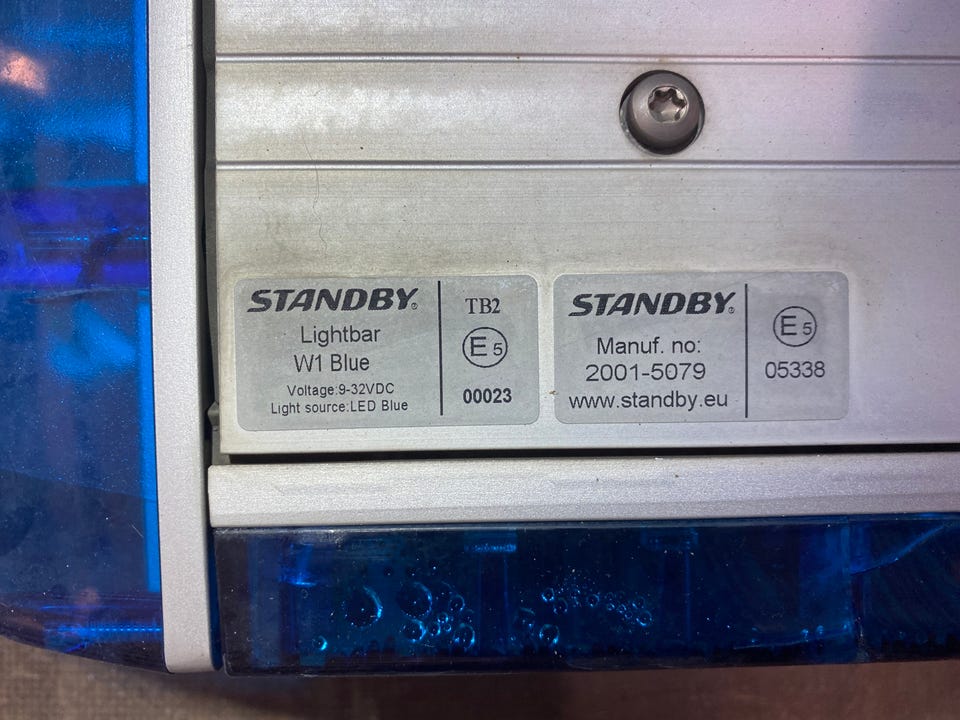 STANDBY®
Lightbar
W1 Blue
Voltage:9-32VDC
Light source:LED Blue
TB2
E5
00023
STANDBY®
Manuf. no:
2001-5079
www.standby.eu
E5
05338